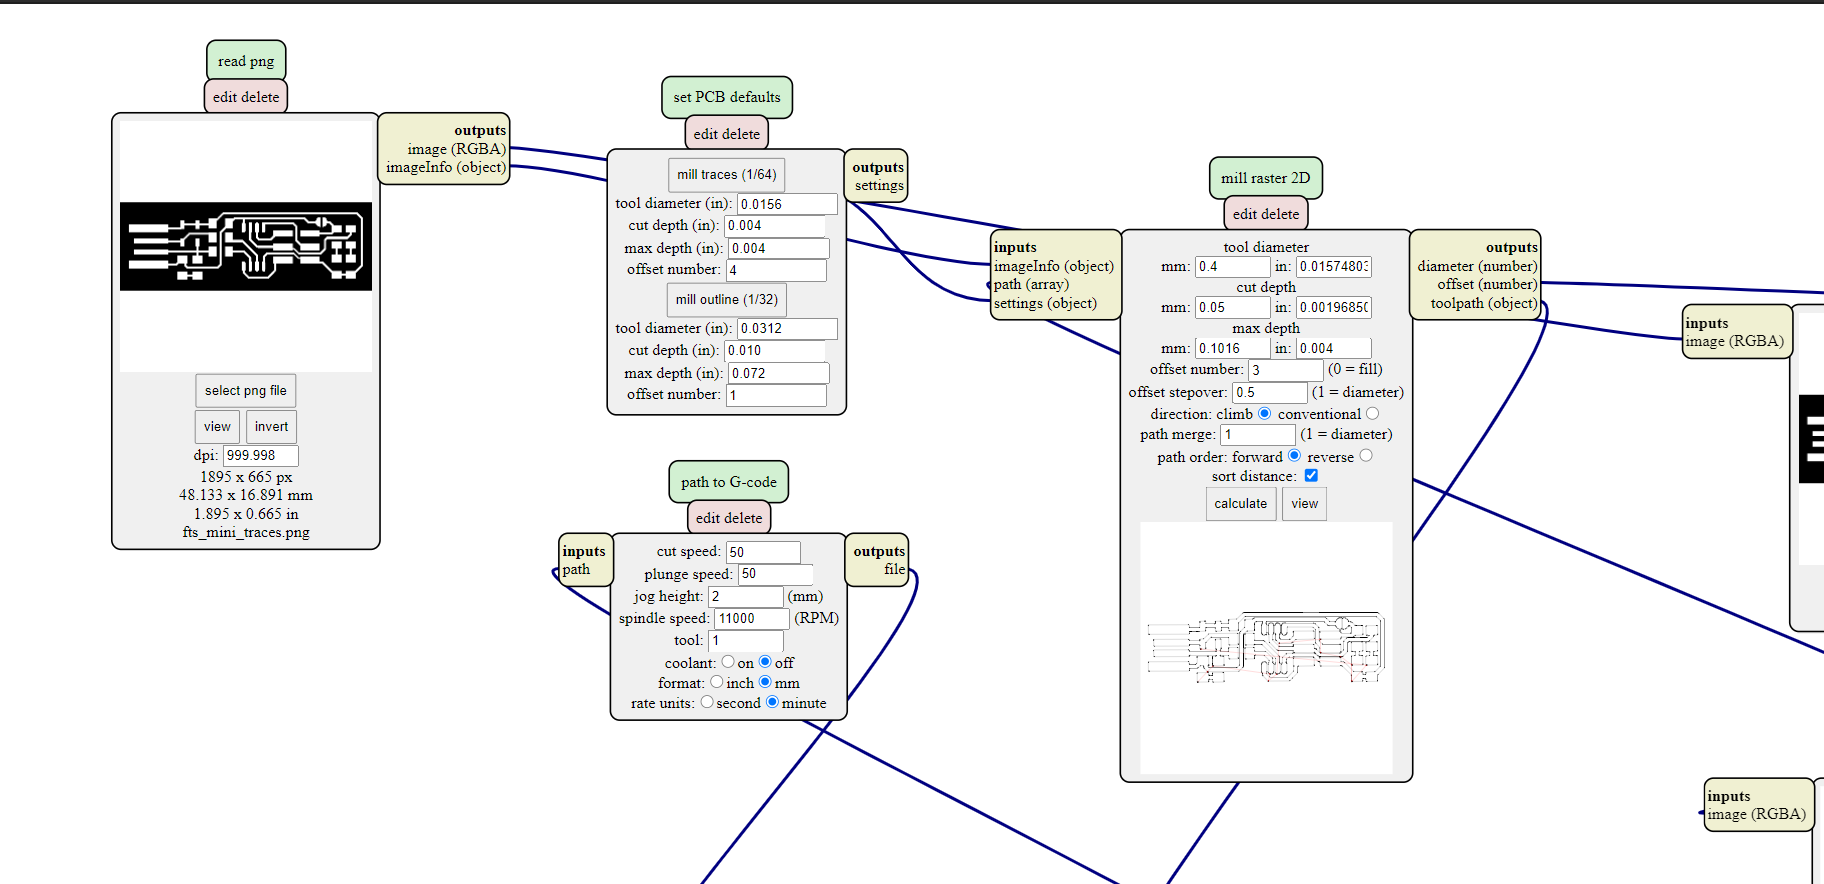 read png
edit delete
outputs
image (RGBA)
imageInfo (object)
select png file
view invert
dpi: 999.998
1895 x 665 px
48.133 x 16.891 mm
1.895 x 0.665 in
fts_mini_traces.png
set PCB defaults
edit delete
mill traces (1/64)
tool diameter (in): 0.0156
cut depth (in): 0.004
max depth (in): 0.004
offset number: 4
mill outline (1/32)
tool diameter (in): 0.0312
cut depth (in): 0.010
max depth (in): 0.072
offset number: 1
outputs
settings
path to G-code
edit delete
inputs
path
cut speed: 50
plunge speed: 50
jog height: 2 (mm)
spindle speed: 11000 (RPM)
tool: 1
coolant: on off
format: inch mm
rate units: second minute
outputs
file
mill raster 2D
edit delete
inputs
imageInfo (object)
path (array)
settings (object)
tool diameter
mm: 0.4 in: 0.0157480
cut depth
mm: 0.05 in: 0.0019685
max depth
mm: 0.1016 in: 0.004
offset number: 3 (0 = fill)
offset stepover: 0.5 (1 = diameter)
direction: climb conventional
path merge: 1 (1 = diameter)
path order: forward reverse
sort distance:
calculate view
outputs
diameter (number)
offset (number)
toolpath (object)
inputs
image (RGBA)
inputs
image (RGBA)